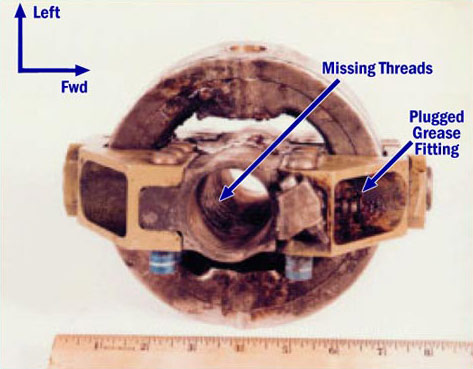 Left
Fwd
Missing Threads
Plugged
Grease
Fitting